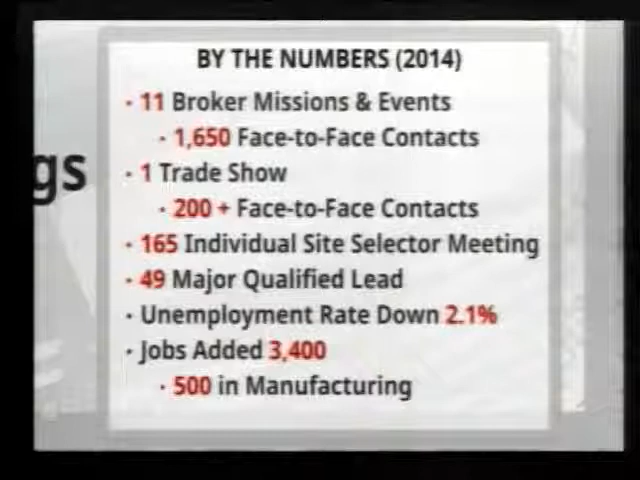 BY THE NUMBERS (2014)
· 11 Broker Missions & Events
· 1,650 Face-to-Face Contacts
gs
· 1 Trade Show
· 200 + Face-to-Face Contacts
· 165 Individual Site Selector Meeting
· 49 Major Qualified Lead
· Unemployment Rate Down 2.1%
· Jobs Added 3,400
· 500 in Manufacturing